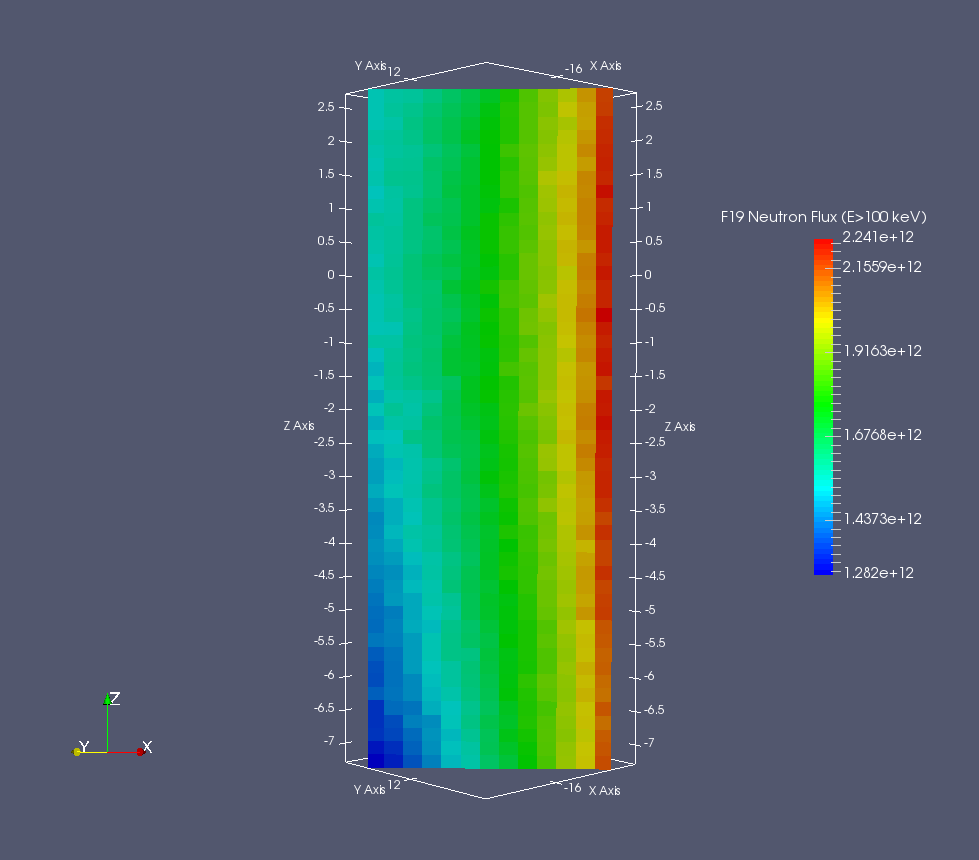 Y Axis 12 -16 X Axis
2.5 2.5
2 2
1.5 1.5
1 1
0.5 0.5
0 0
-0.5 -0.5
-1 -1
-1.5 -1.5
-2 -2
Z Axis Z Axis
-2.5 -2.5
-3 -3
-3.5 -3.5
-4 -4
-4.5 -4.5
-5 -5
-5.5 -5.5
-6 -6
-6.5 -6.5
-7 -7
Y Axis 12 -16 X Axis
F19 Neutron Flux (E>100 keV)
2.241e+12
2.1559e+12
1.9163e+12
1.6768e+12
1.4373e+12
1.282e+12
Z
Y X